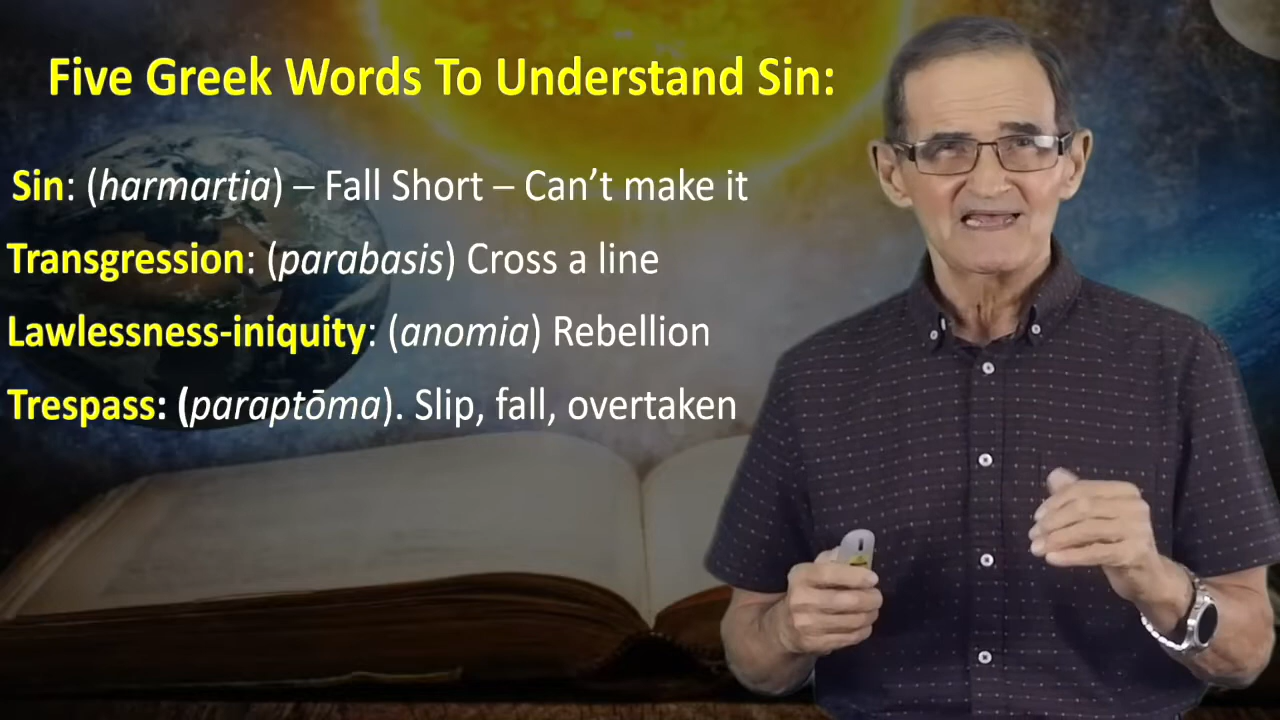 Five Greek Words To Understand Sin:
Sin: (harmartia) – Fall Short – Can’t make it
Transgression: (parabasis) Cross a line
Lawlessness-iniquity: (anomia) Rebellion
Trespass: (paraptōma). Slip, fall, overtaken